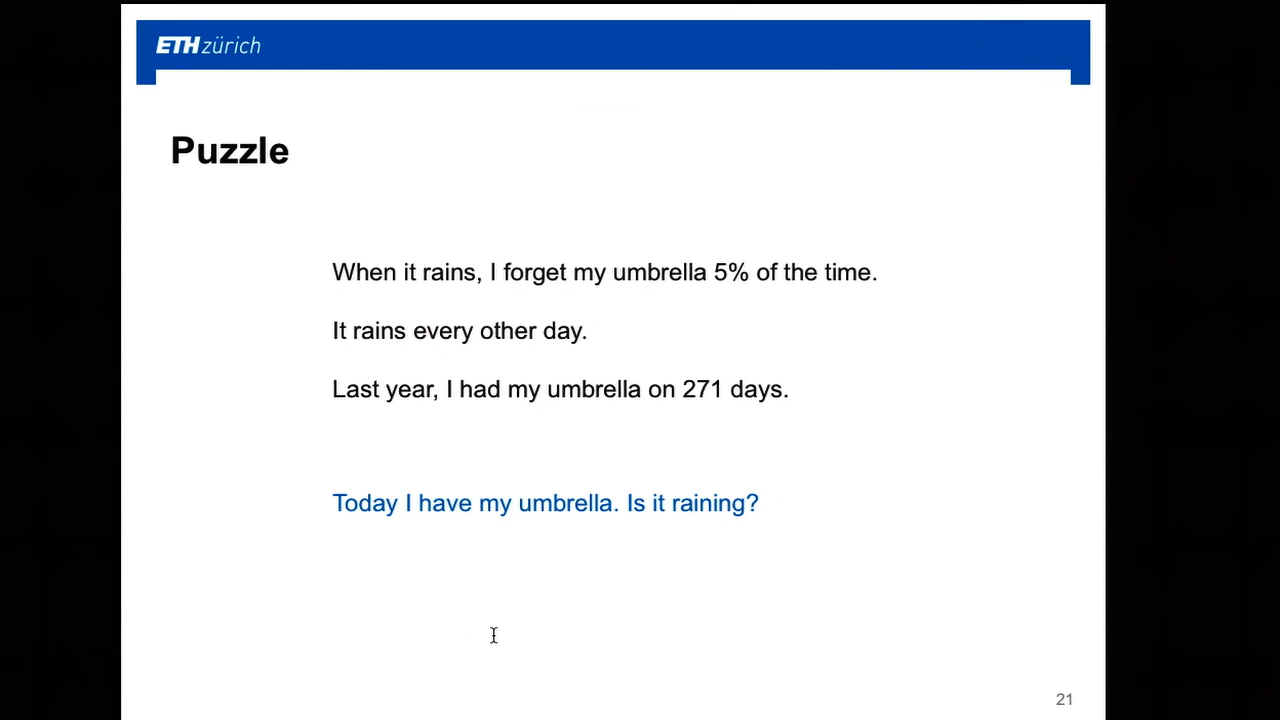 ETH zürich
Puzzle
When it rains, I forget my umbrella 5% of the time.
It rains every other day.
Last year, I had my umbrella on 271 days.
Today I have my umbrella. Is it raining?
21